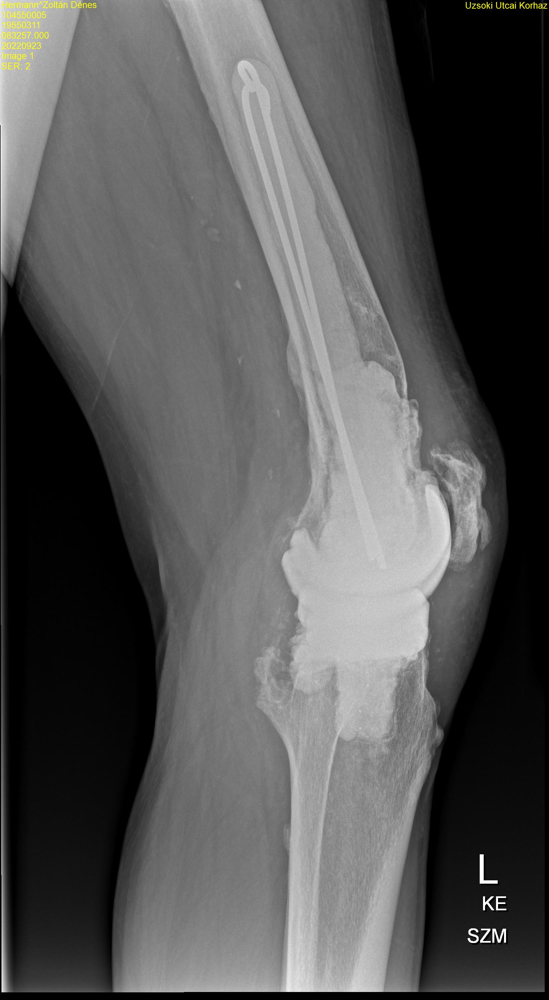 Hermann^Zoltán Dénes
104550005
19550311
083257.000
20220923
Image 1
SER: 2
Uzsoki Utcai Korhaz
L
KE
SZM